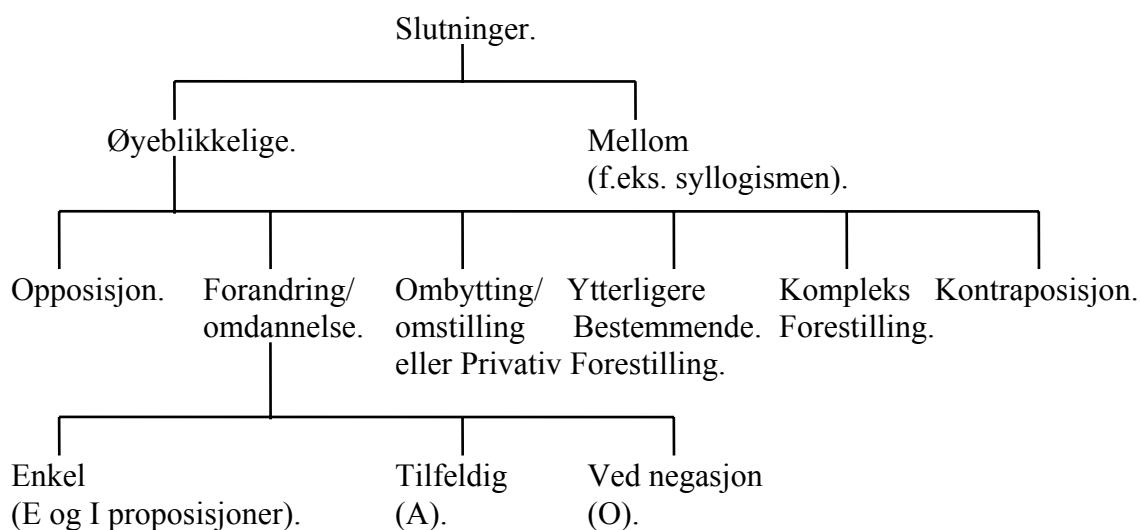 Slutninger.
Øyeblikkelige. Mellom
(f.eks. syllogismen).
Opposisjon. Forandring/ Ombytting/ Ytterligere Kompleks Kontraposisjon.
omdannelse. omstilling Bestemmende. Forestilling.
eller Privativ Forestilling.
Enkel Tilfeldig Ved negasjon
(E og I proposisjoner). (A). (O).